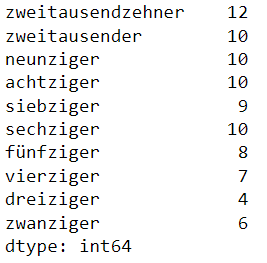 zweitausendzehner    12
zweitausender        10
neunziger            10
achtziger            10
siebziger             9
sechziger            10
fünfziger             8
vierziger             7
dreiziger             4
zwanziger             6
dtype: int64